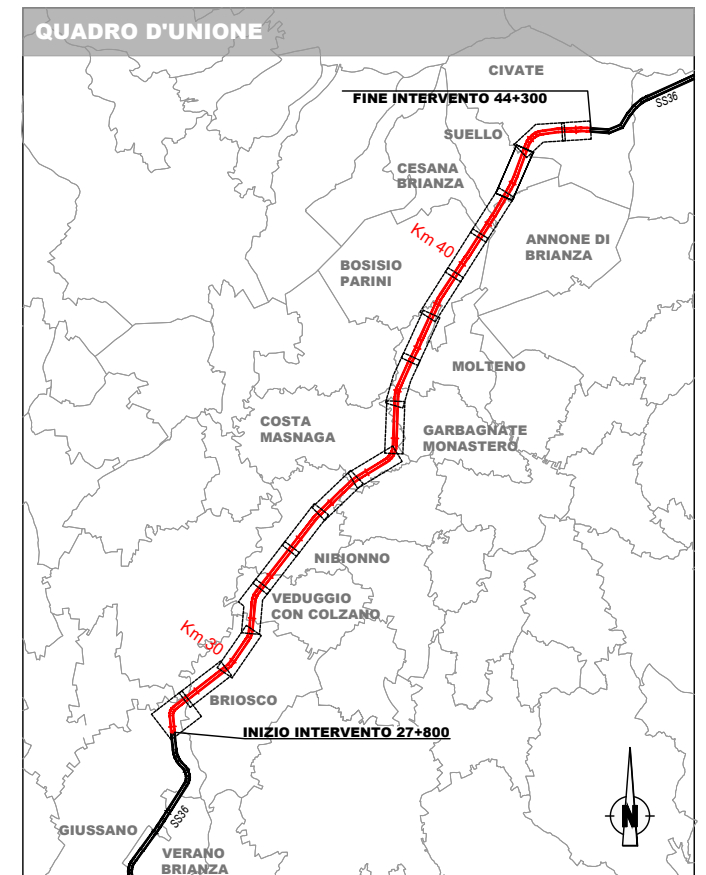 QUADRO D'UNIONE
CIVATE
FINE INTERVENTO 44+300
SS36
SUELLO
CESANA
BRIANZA
Km 40
ANNONE DI
BRIANZA
BOSISIO
PARINI
MOLTENO
COSTA
MASNAGA
GARBAGNATE
MONASTERO
NIBIONNO
VEDUGGIO
CON COLZANO
Km 30
BRIOSCO
INIZIO INTERVENTO 27+800
SS36
GIUSSANO
N
VERANO
BRIANZA